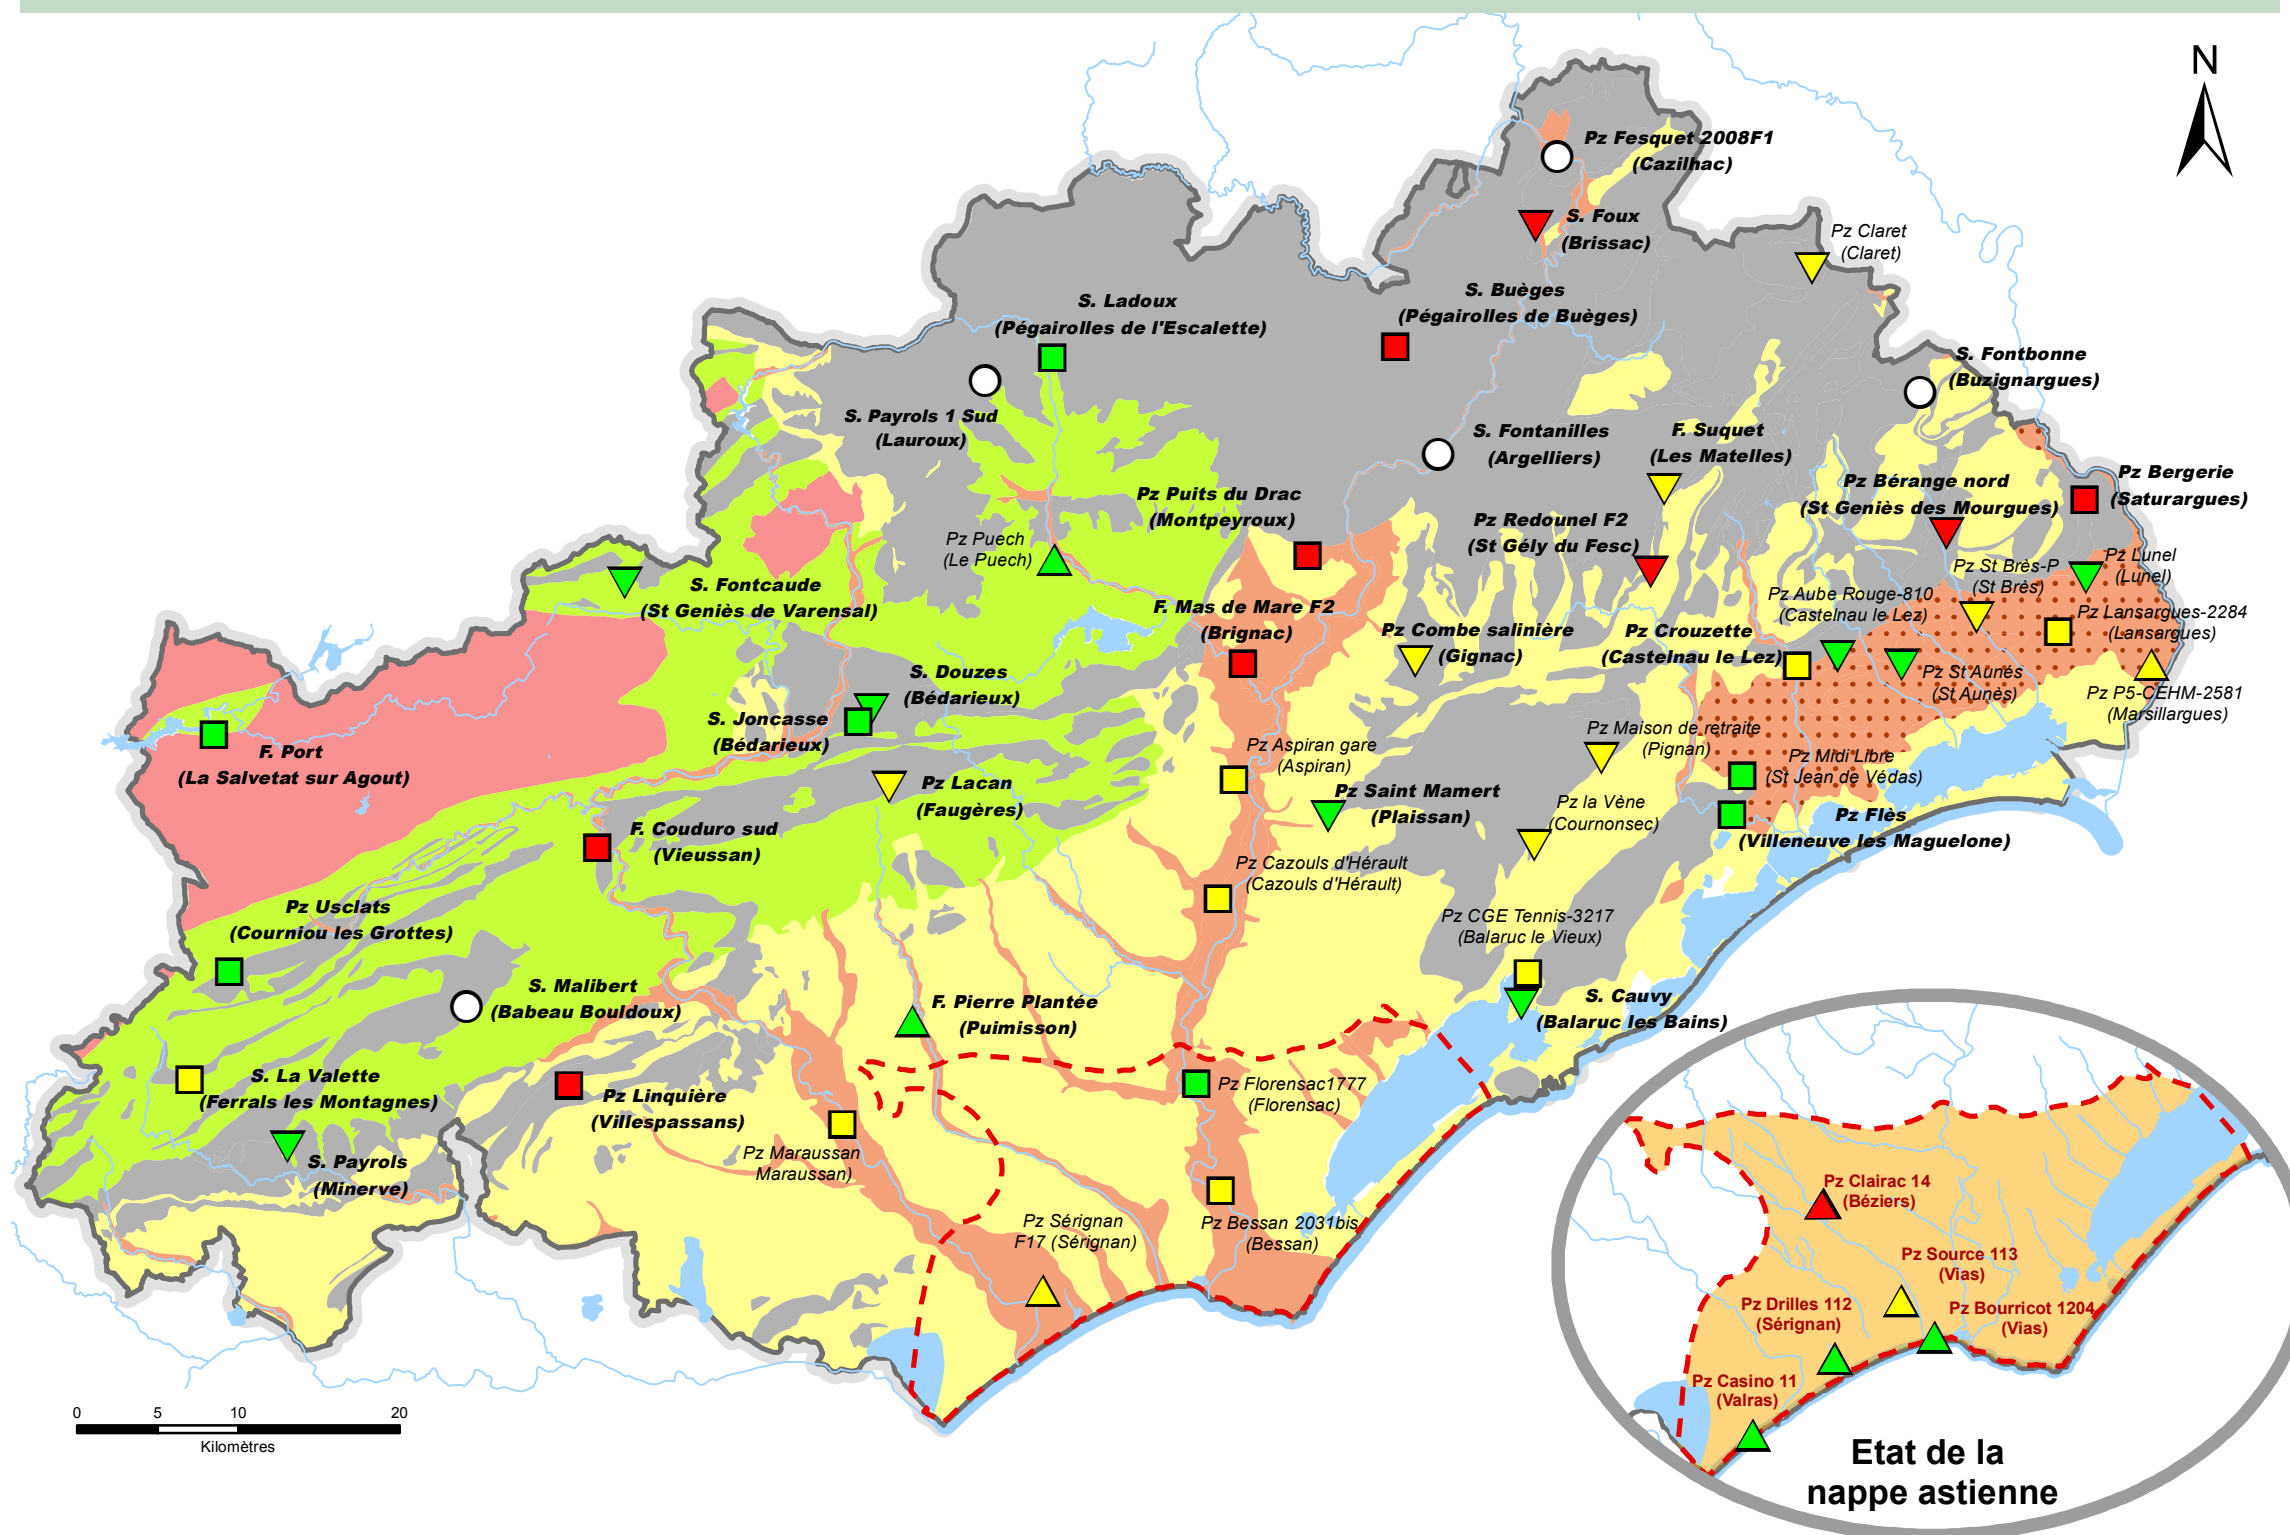 N
Pz Fesquet 2008F1
(Cazilhac)
S. Foux
(Brissac)
Pz Claret
(Claret)
S. Ladoux
(Pégairolles de l'Escalette)
S. Buèges
(Pégairolles de Buèges)
S. Fontbonne
(Buzignargues)
S. Payrols 1 Sud
(Lauroux)
S. Fontanilles
(Argelliers)
F. Suquet
(Les Matelles)
Pz Bérange nord
(St Geniès des Mourgues)
Pz Bergerie
(Saturargues)
Pz Puits du Drac
(Montpeyroux)
Pz Redounel F2
(St Gély du Fesc)
Pz Puech
(Le Puech)
Pz St Brès-P
(St Brès)
Pz Lunel
(Lunel)
S. Fontcaude
(St Geniès de Varensal)
F. Mas de Mare F2
(Brignac)
Pz Aube Rouge-810
(Castelnau le Lez)
Pz Lansargues-2284
(Lansargues)
Pz Combe salinière
(Gignac)
Pz Crouzette
(Castelnau le Lez)
S. Douzes
(Bédarieux)
Pz St Aunés
(St Aunès)
Pz P5-CEHM-2581
(Marsillargues)
S. Joncasse
(Bédarieux)
F. Port
(La Salvetat sur Agout)
Pz Aspiran gare
(Aspiran)
Pz Maison de retraite
(Pignan)
Pz Midi Libre
(St Jean de Védas)
Pz Lacan
(Faugères)
Pz Saint Mamert
(Plaissan)
Pz la Vène
(Cournonsec)
Pz Flès
(Villeneuve les Maguelone)
F. Couduro sud
(Vieussan)
Pz Cazouls d'Hérault
(Cazouls d'Hérault)
Pz Usclats
(Courniou les Grottes)
Pz CGE Tennis-3217
(Balaruc le Vieux)
S. Malibert
(Babeau Bouldoux)
F. Pierre Plantée
(Puimisson)
S. Cauvy
(Balaruc les Bains)
S. La Valette
(Ferrals les Montagnes)
Pz Linquière
(Villespassans)
Pz Florensac1777
(Florensac)
Pz Maraussan
Maraussan)
S. Payrols
(Minerve)
Pz Sérignan
F17 (Sérignan)
Pz Bessan 2031bis
(Bessan)
Pz Clairac 14
(Béziers)
Pz Source 113
(Vias)
Pz Drilles 112
(Sérignan)
Pz Bourricot 1204
(Vias)
Pz Casino 11
(Valras)
0 5 10 20
Kilomètres
Etat de la
nappe astienne